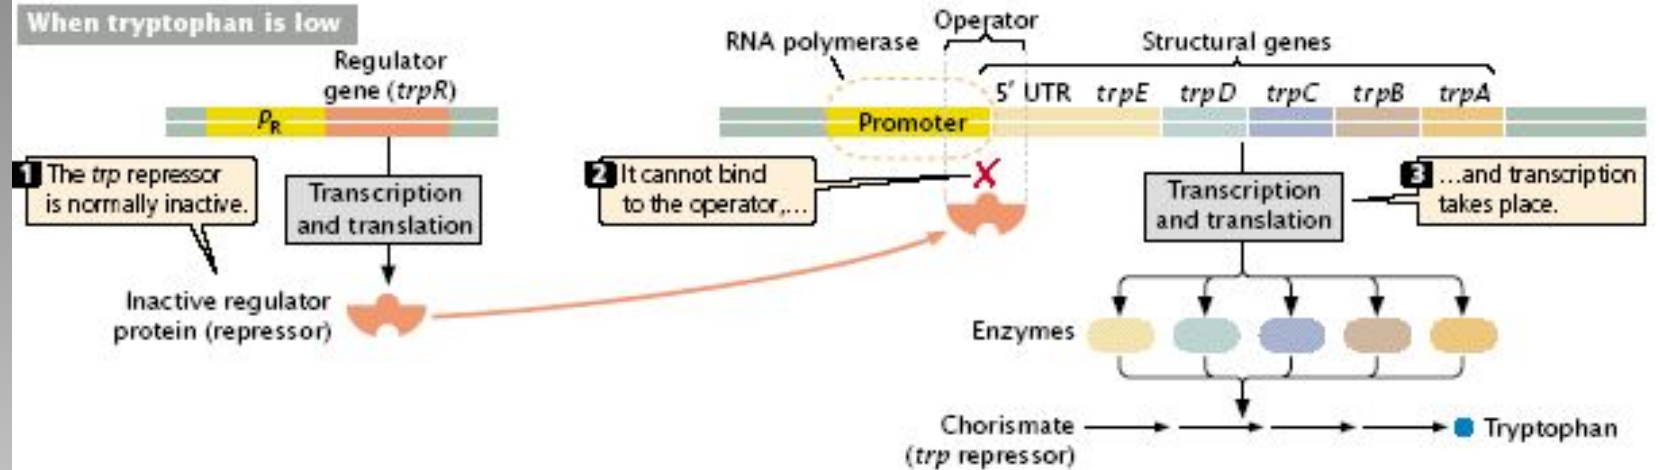 When tryptophan is low
Regulator
gene (trpR)
PR
1 The trp repressor
is normally inactive.
Transcription
and translation
Inactive regulator
protein (repressor)
Operator
RNA polymerase
Structural genes
5′ UTR trpE trpD trpC trpB trpA
Promoter
2 It cannot bind
to the operator,...
X
Transcription
and translation
3 ...and transcription
takes place.
Enzymes
Chorismate
(trp repressor)
Tryptophan